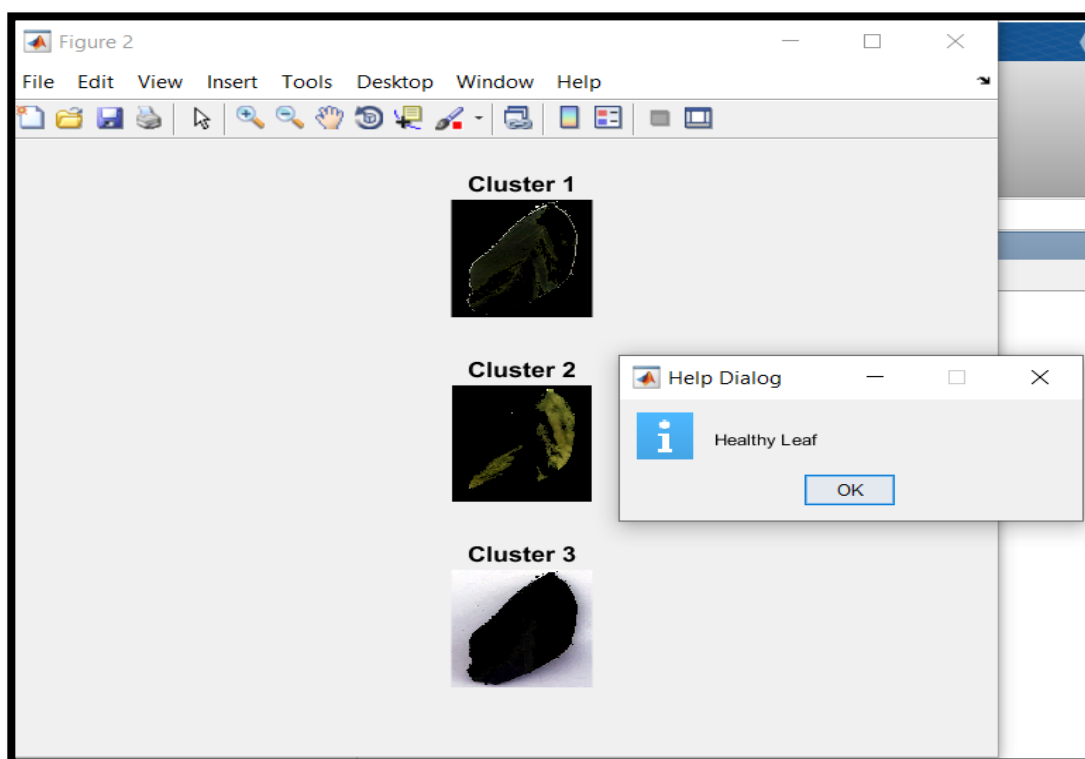 Figure 2
File Edit View Insert Tools Desktop Window Help
Cluster 1
Cluster 2
Help Dialog
Healthy Leaf
OK
Cluster 3